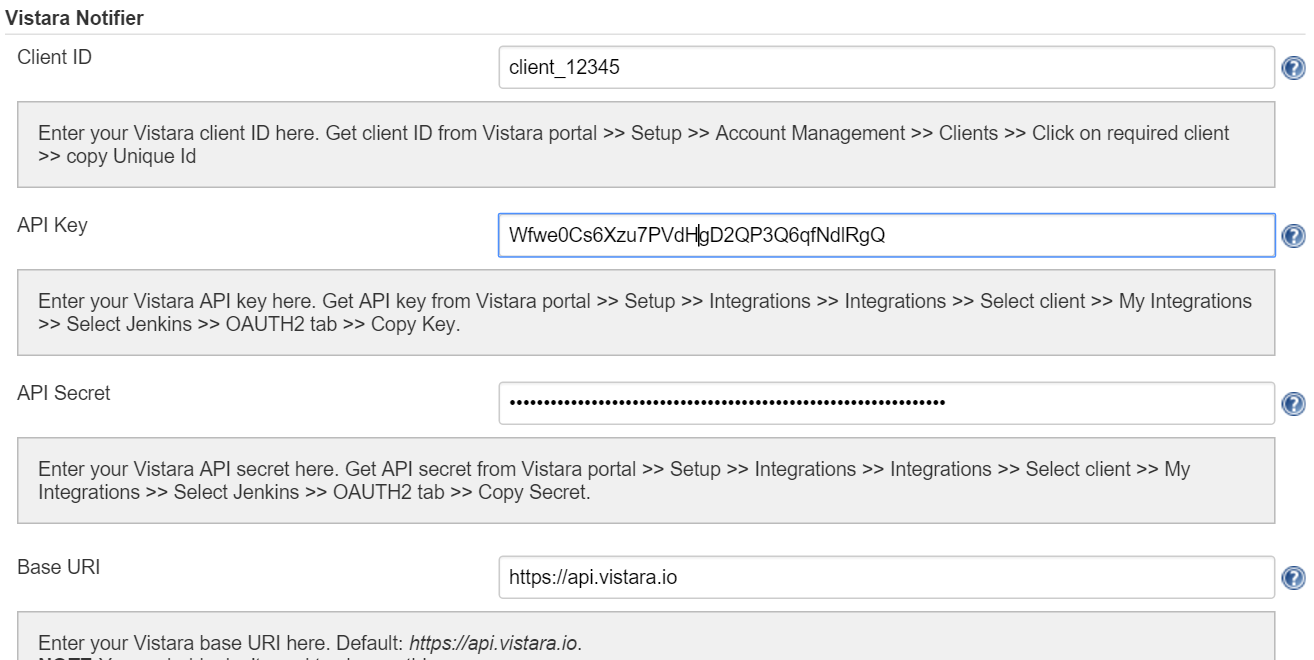 Vistara Notifier
Client ID
client_12345
Enter your Vistara client ID here. Get client ID from Vistara portal >> Setup >> Account Management >> Clients >> Click on required client
>> copy Unique Id
API Key
Wfwe0Cs6Xzu7PVdHgD2QP3Q6qfNdlRgQ
Enter your Vistara API key here. Get API key from Vistara portal >> Setup >> Integrations >> Integrations >> Select client >> My Integrations
>> Select Jenkins >> OAUTH2 tab >> Copy Key.
API Secret
Enter your Vistara API secret here. Get API secret from Vistara portal >> Setup >> Integrations >> Integrations >> Select client >> My
Integrations >> Select Jenkins >> OAUTH2 tab >> Copy Secret.
Base URI
https://api.vistara.io
Enter your Vistara base URI here. Default: https://api.vistara.io.